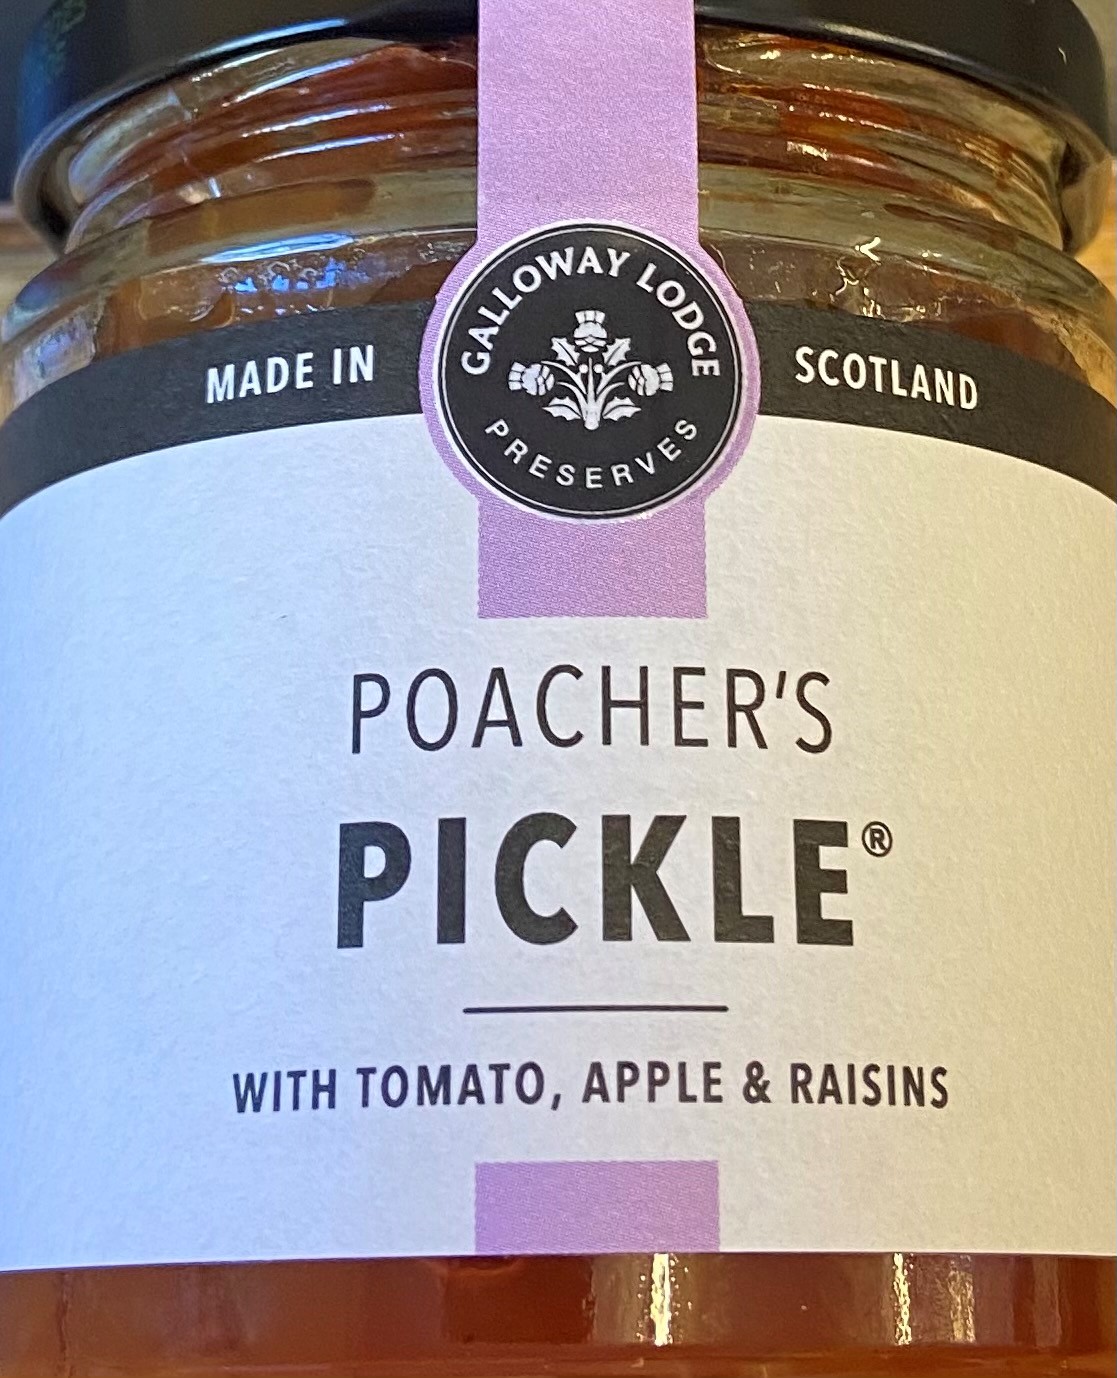 GALLOWAY LODGE
PRESERVES
MADE IN SCOTLAND
POACHER'S
PICKLE®
WITH TOMATO, APPLE & RAISINS